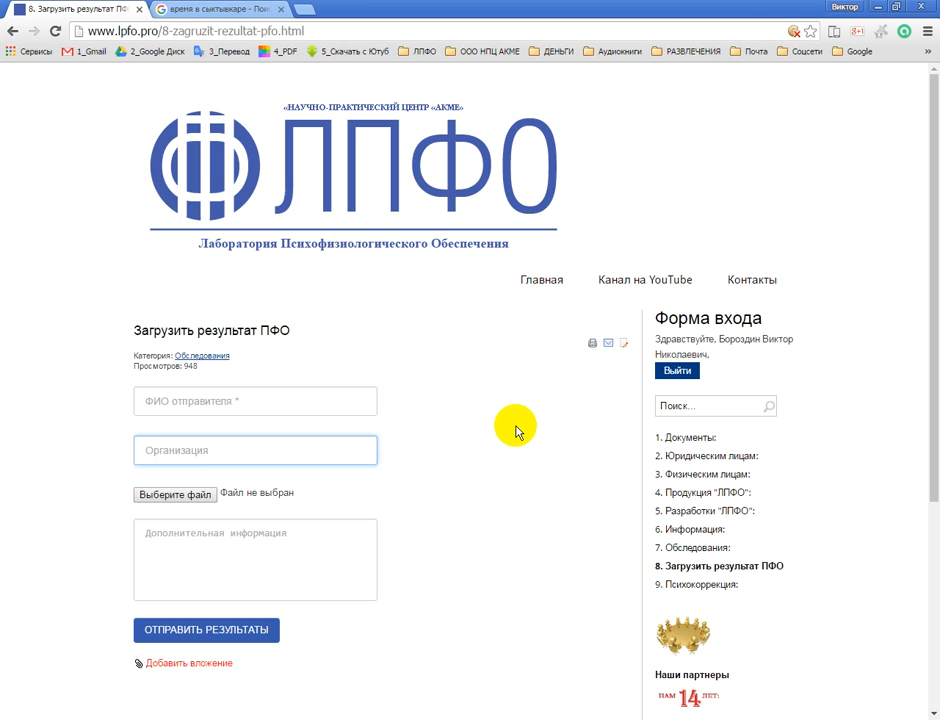 8. Загрузить результат ПФ
время в сыктывкаре - Пои
Виктор
www.lpfo.pro/8-zagruzit-rezultat-pfo.html
Сервисы 1_Gmail 2_Google Диск 3_Перевод 4_PDF 5_Скачать с Ютуб ЛПФО ООО НПЦ АКМЕ ДЕНЬГИ Аудиокниги РАЗВЛЕЧЕНИЯ Почта Соцсети Google »
«НАУЧНО-ПРАКТИЧЕСКИЙ ЦЕНТР «АКМЕ»
ЛПФО
Лаборатория Психофизиологического Обеспечения
Главная Канал на YouTube Контакты
Загрузить результат ПФО
Категория: Обследования
Просмотров: 948
ФИО отправителя *
Организация
Выберите файл Файл не выбран
Дополнительная информация
ОТПРАВИТЬ РЕЗУЛЬТАТЫ
Добавить вложение
Форма входа
Здравствуйте, Бороздин Виктор
Николаевич,
Выйти
Поиск...
1. Документы:
2. Юридическим лицам:
3. Физическим лицам:
4. Продукция "ЛПФО":
5. Разработки "ЛПФО":
6. Информация:
7. Обследования:
8. Загрузить результат ПФО
9. Психокоррекция:
Наши партнеры
НАМ 14 ЛЕТ: